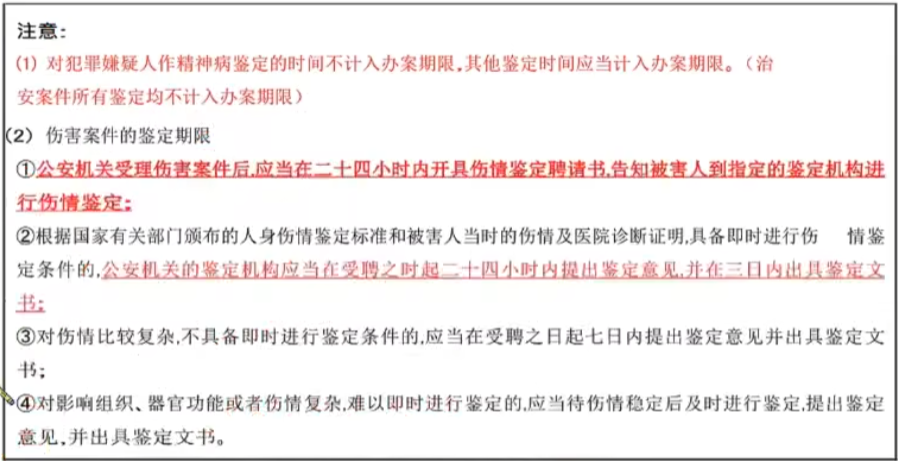 注意：
(1) 对犯罪嫌疑人作精神病鉴定的时间不计入办案期限,其他鉴定时间应当计入办案期限。（治
安案件所有鉴定均不计入办案期限）
(2) 伤害案件的鉴定期限
①公安机关受理伤害案件后,应当在二十四小时内开具伤情鉴定聘请书,告知被害人到指定的鉴定机构进
行伤情鉴定；
②根据国家有关部门颁布的人身伤情鉴定标准和被害人当时的伤情及医院诊断证明,具备即时进行伤 情鉴
定条件的,公安机关的鉴定机构应当在受聘之时起二十四小时内提出鉴定意见,并在三日内出具鉴定文
书；
③对伤情比较复杂,不具备即时进行鉴定条件的,应当在受聘之日起七日内提出鉴定意见并出具鉴定文
书；
④对影响组织、器官功能或者伤情复杂,难以即时进行鉴定的,应当待伤情稳定后及时进行鉴定,提出鉴定
意见,并出具鉴定文书。